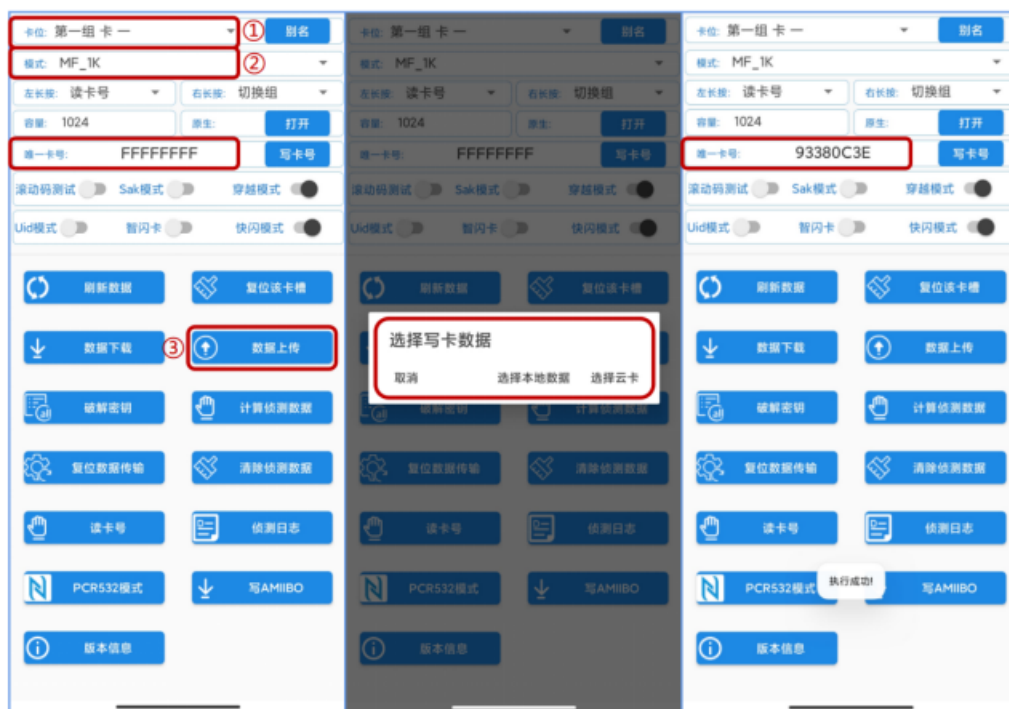 卡位: 第一组 卡 一 ① 别名
模式: MF_1K ②
左长按: 读卡号 右长按: 切换组
容量: 1024 原生: 打开
唯一卡号: FFFFFFFF 写卡号
滚动码测试 Sak模式 穿越模式
Uid模式 智闪卡 快闪模式
刷新数据 复位该卡槽
数据下载 ③ 数据上传
破解密钥 计算侦测数据
复位数据传输 清除侦测数据
读卡号 侦测日志
PCR532模式 写AMIIBO
版本信息
卡位: 第一组 卡 一 别名
模式: MF_1K
左长按: 读卡号 右长按: 切换组
容量: 1024 原生: 打开
唯一卡号: FFFFFFFF 写卡号
滚动码测试 Sak模式 穿越模式
Uid模式 智闪卡 快闪模式
刷新数据 复位该卡槽
选择写卡数据
取消 选择本地数据 选择云卡
破解密钥 计算侦测数据
复位数据传输 清除侦测数据
读卡号 侦测日志
PCR532模式 写AMIIBO
版本信息
卡位: 第一组 卡 一 别名
模式: MF_1K
左长按: 读卡号 右长按: 切换组
容量: 1024 原生: 打开
唯一卡号: 93380C3E 写卡号
滚动码测试 Sak模式 穿越模式
Uid模式 智闪卡 快闪模式
刷新数据 复位该卡槽
数据下载 数据上传
破解密钥 计算侦测数据
复位数据传输 清除侦测数据
读卡号 侦测日志
PCR532模式 写AMIIBO
执行成功!
版本信息